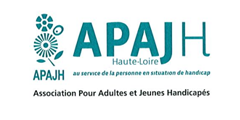 APAJH
Haute-Loire
APAJH
au service de la personne en situation de handicap
Association Pour Adultes et Jeunes Handicapés